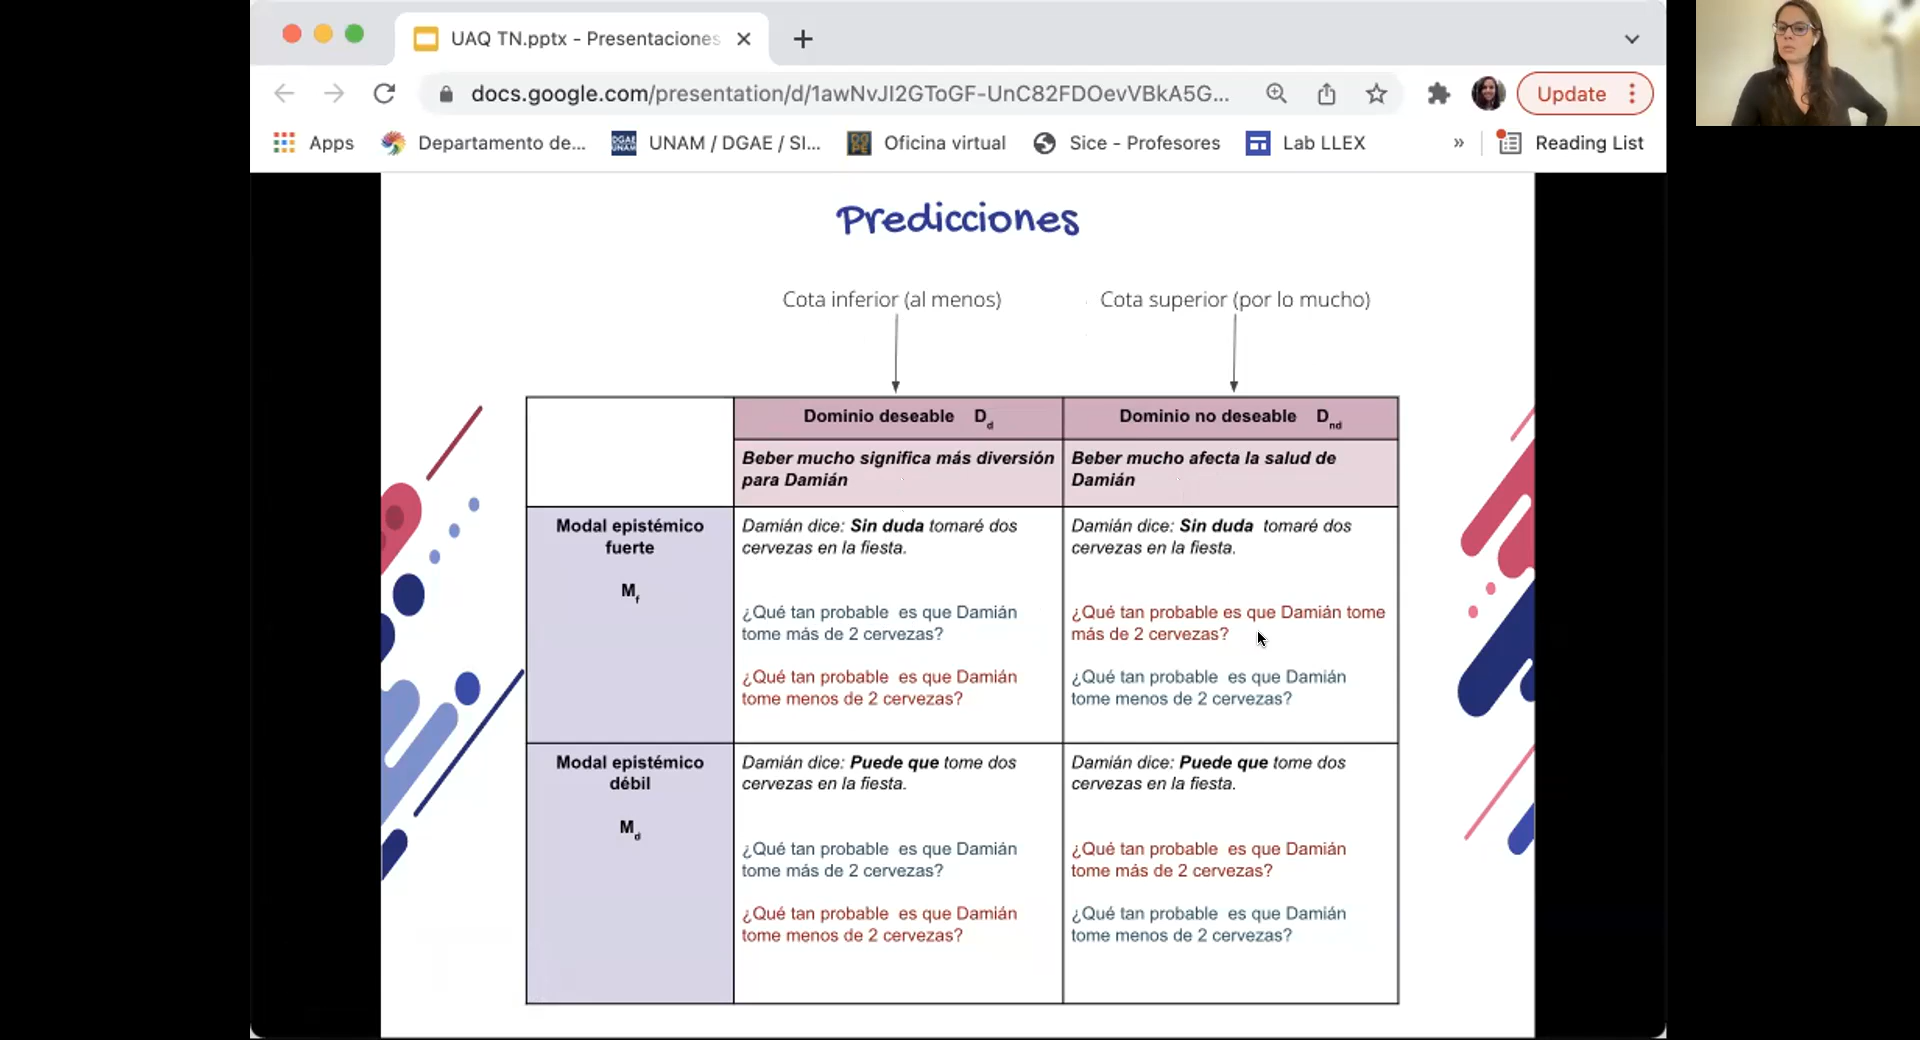 UAQ TN.pptx - Presentaciones
docs.google.com/presentation/d/1awNvJI2GToGF-UnC82FDOevVBkA5G...
Update
Apps
Departamento de...
UNAM / DGAE / SI...
Oficina virtual
Sice - Profesores
Lab LLEX
»
Reading List
Predicciones
Cota inferior (al menos)
Cota superior (por lo mucho)
Dominio deseable Dd
Dominio no deseable Dnd
Beber mucho significa más diversión
para Damián
Beber mucho afecta la salud de
Damián
Modal epistémico
fuerte
Mf
Damián dice: Sin duda tomaré dos
cervezas en la fiesta.
¿Qué tan probable es que Damián
tome más de 2 cervezas?
¿Qué tan probable es que Damián
tome menos de 2 cervezas?
Damián dice: Sin duda tomaré dos
cervezas en la fiesta.
¿Qué tan probable es que Damián tome
más de 2 cervezas?
¿Qué tan probable es que Damián
tome menos de 2 cervezas?
Modal epistémico
débil
Md
Damián dice: Puede que tome dos
cervezas en la fiesta.
¿Qué tan probable es que Damián
tome más de 2 cervezas?
¿Qué tan probable es que Damián
tome menos de 2 cervezas?
Damián dice: Puede que tome dos
cervezas en la fiesta.
¿Qué tan probable es que Damián
tome más de 2 cervezas?
¿Qué tan probable es que Damián
tome menos de 2 cervezas?